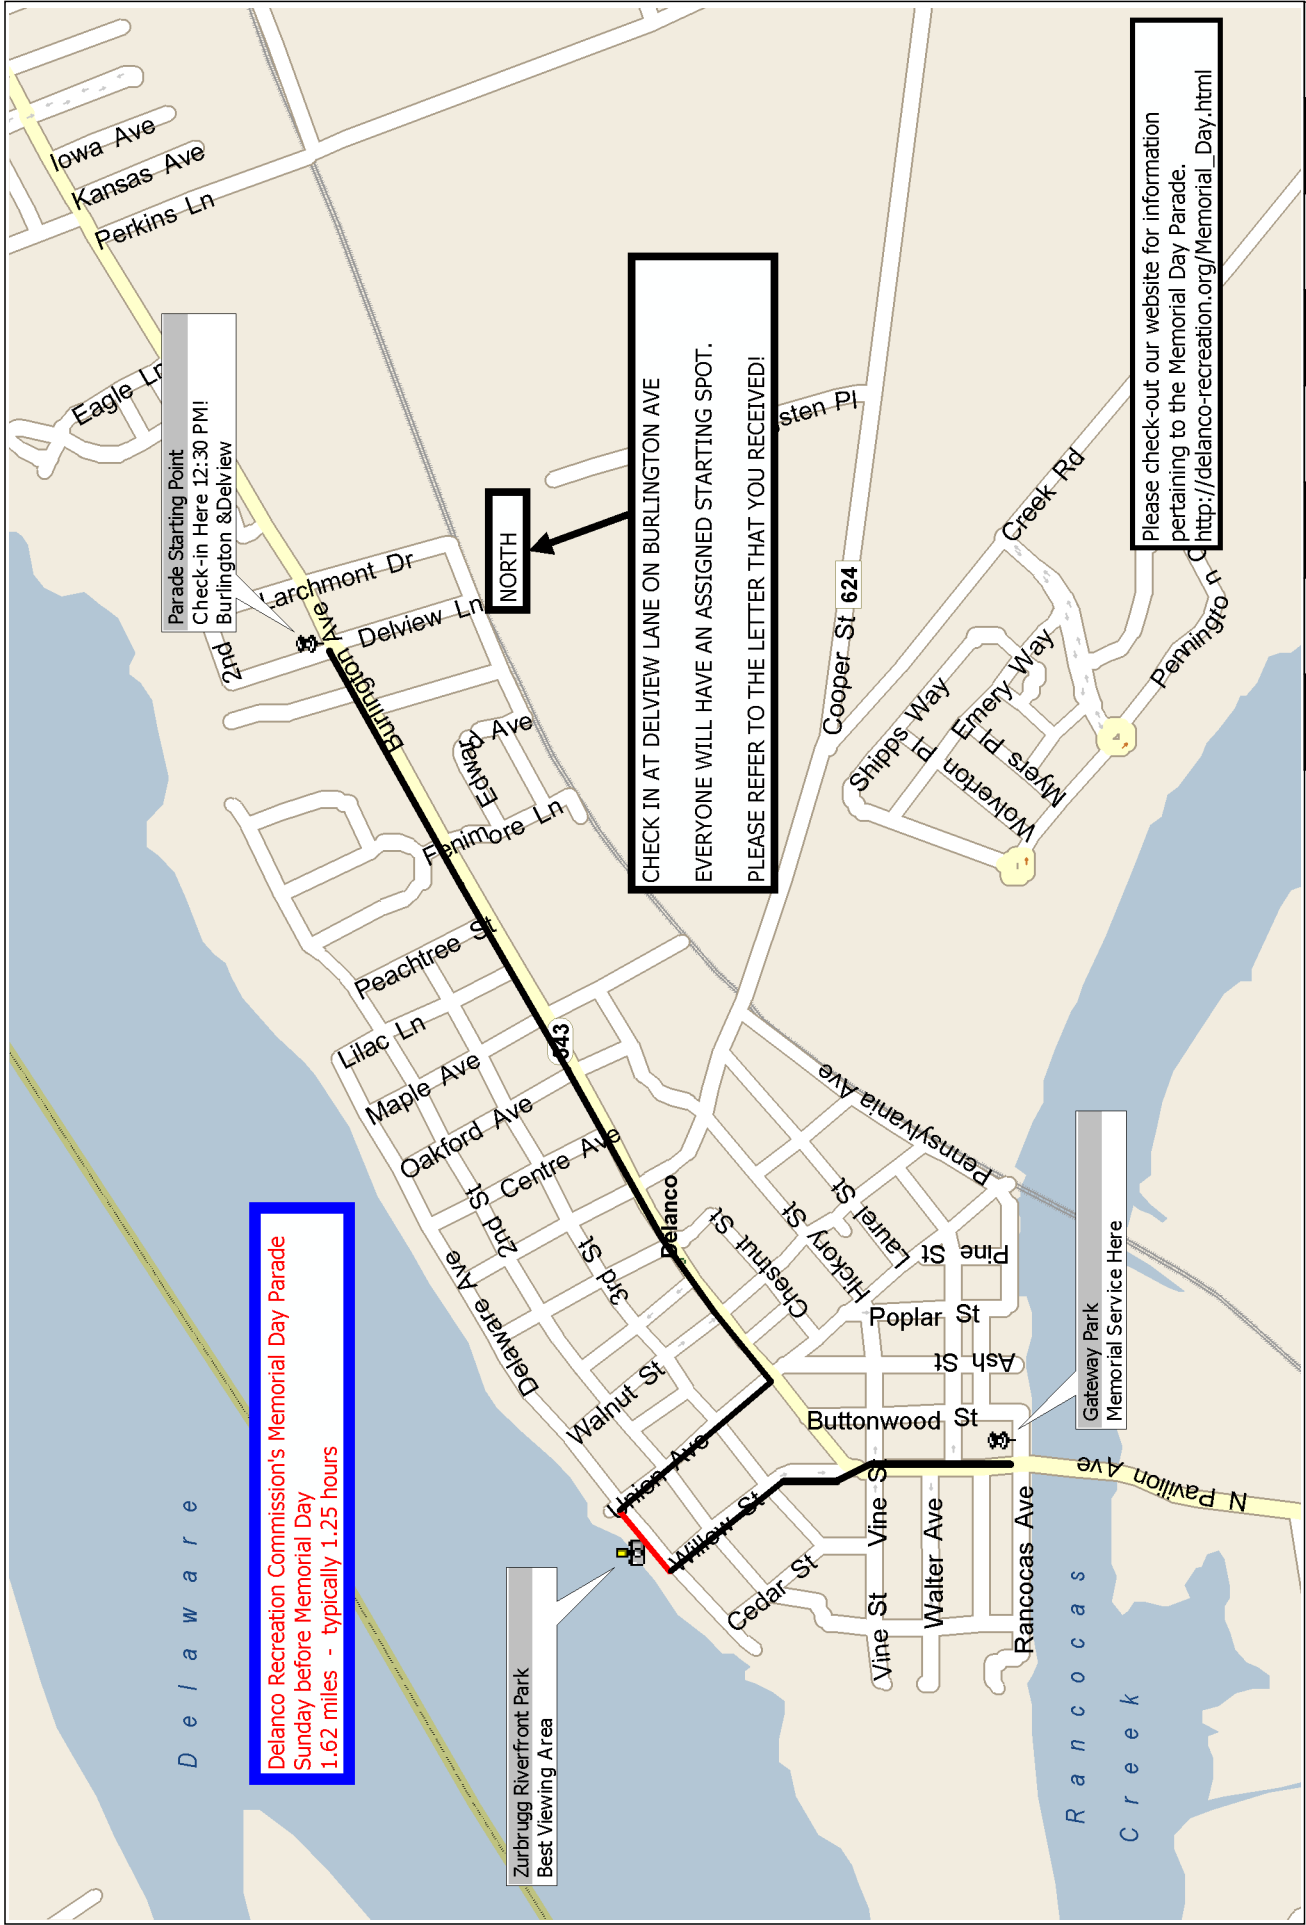 Delanco Recreation Commission's Memorial Day Parade
Sunday before Memorial Day
1.62 miles - typically 1.25 hours
Parade Starting Point
Check-in Here 12:30 PM!
Burlington &Delview
Zurbrugg Riverfront Park
Best Viewing Area
NORTH
CHECK IN AT DELVIEW LANE ON BURLINGTON AVE
EVERYONE WILL HAVE AN ASSIGNED STARTING SPOT.
PLEASE REFER TO THE LETTER THAT YOU RECEIVED!
Gateway Park
Memorial Service Here
Please check-out our website for information
pertaining to the Memorial Day Parade.
http://delanco-recreation.org/Memorial_Day.html
Delaware
Rancocas
Creek
Iowa Ave
Kansas Ave
Perkins Ln
Eagle Ln
2nd
Larchmont Dr
Delview Ln
Burlington Ave
Edward Ave
Fenimore Ln
Peachtree St
Lilac Ln
Maple Ave
Oakford Ave
Centre Ave
2nd St
3rd St
Delaware Ave
Walnut St
Union Ave
Willow St
Cedar St
543
Delanco
Chestnut St
Hickory St
Laurel St
Pennsylvania Ave
Pine St
Poplar St
Ash St
Buttonwood St
Vine St
Vine St
Walter Ave
Rancocas Ave
N Pavilion Ave
Cooper St
624
sten Pl
Creek Rd
Shipps Way
Emery Way
Myers Pl
Wolverton Pl
Pennington C